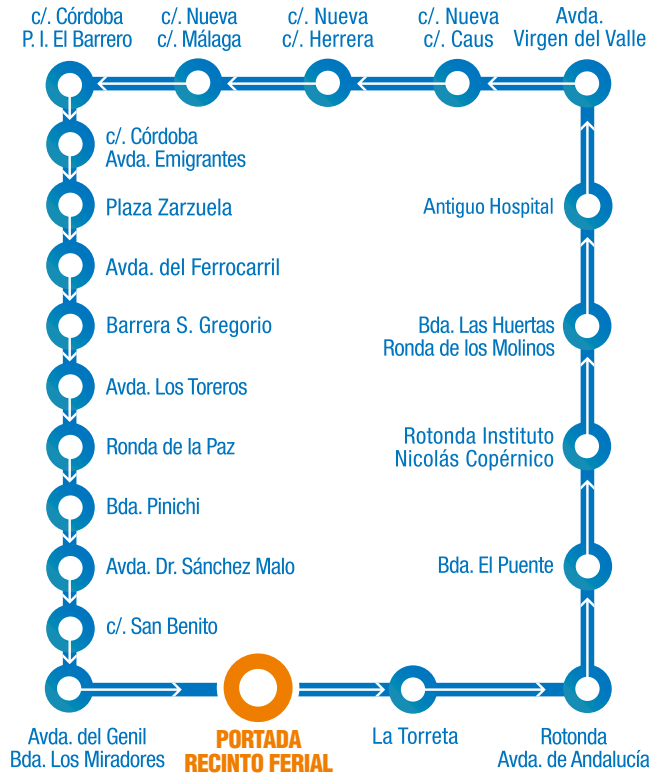 c/. Córdoba
P. I. El Barrero
c/. Nueva
c/. Málaga
c/. Nueva
c/. Herrera
c/. Nueva
c/. Caus
Avda.
Virgen del Valle
c/. Córdoba
Avda. Emigrantes
Plaza Zarzuela
Antiguo Hospital
Avda. del Ferrocarril
Barrera S. Gregorio
Bda. Las Huertas
Ronda de los Molinos
Avda. Los Toreros
Ronda de la Paz
Rotonda Instituto
Nicolás Copérnico
Bda. Pinichi
Avda. Dr. Sánchez Malo
Bda. El Puente
c/. San Benito
Avda. del Genil
Bda. Los Miradores
PORTADA
RECINTO FERIAL
La Torreta
Rotonda
Avda. de Andalucía